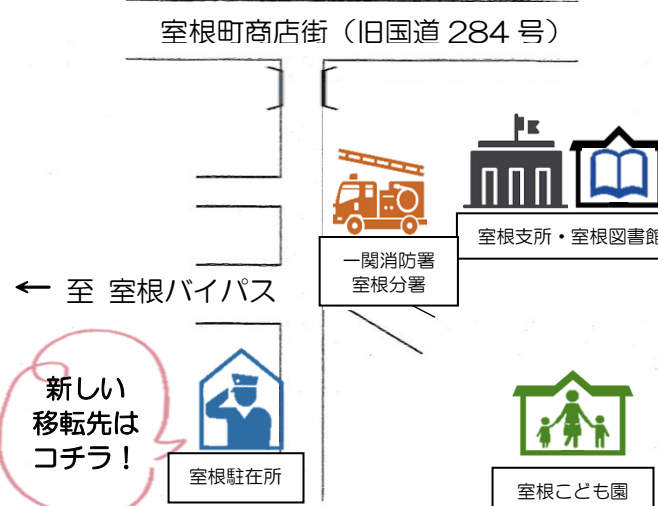 室根町商店街（旧国道 284 号）
室根支所・室根図書館
一関消防署
室根分署
← 至 室根バイパス
新しい
移転先は
コチラ！
室根駐在所
室根こども園